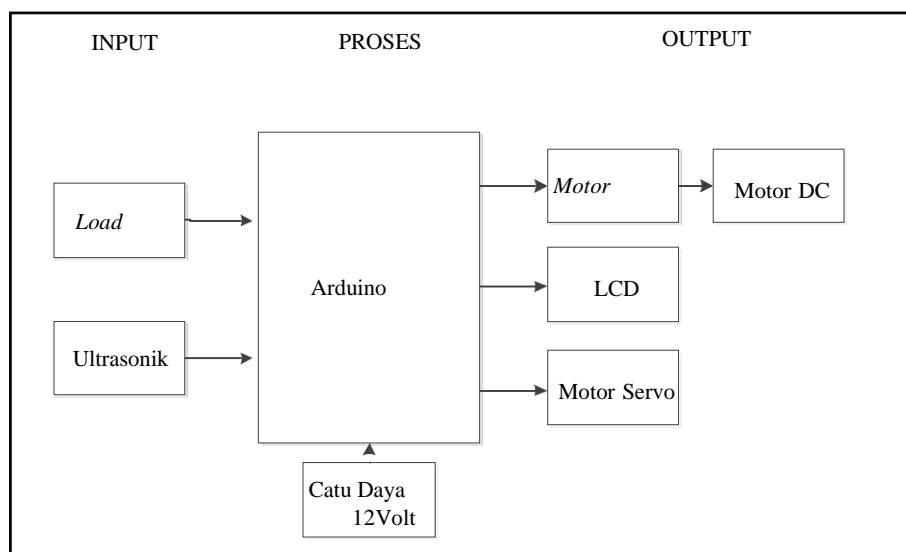 INPUT
PROSES
OUTPUT
Load
Ultrasonik
Arduino
Catu Daya
12Volt
Motor
Motor DC
LCD
Motor Servo